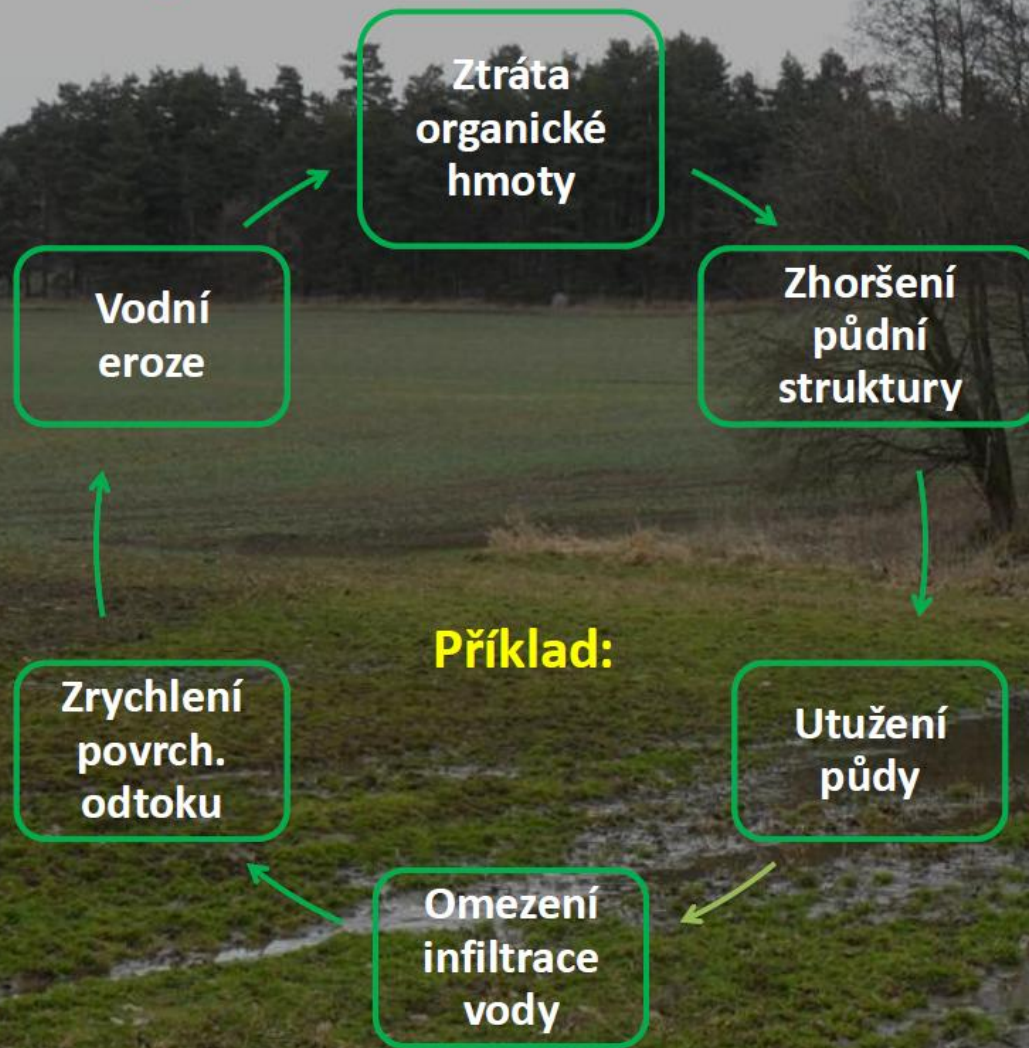 Ztráta
organické
hmoty
Zhoršení
půdní
struktury
Utužení
půdy
Omezení
infiltrace
vody
Zrychlení
povrch.
odtoku
Vodní
eroze
Příklad: